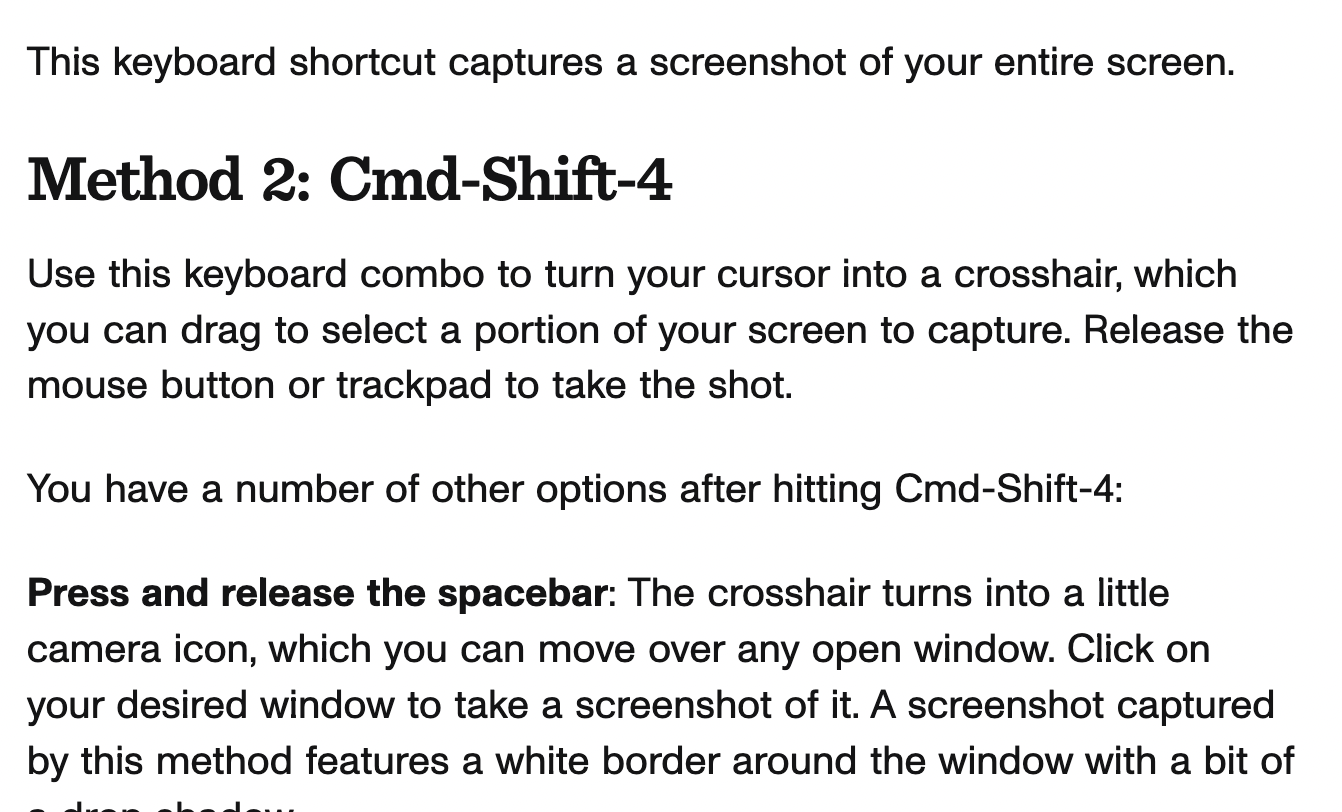 This keyboard shortcut captures a screenshot of your entire screen.
Method 2: Cmd-Shift-4
Use this keyboard combo to turn your cursor into a crosshair, which
you can drag to select a portion of your screen to capture. Release the
mouse button or trackpad to take the shot.
You have a number of other options after hitting Cmd-Shift-4:
Press and release the spacebar: The crosshair turns into a little
camera icon, which you can move over any open window. Click on
your desired window to take a screenshot of it. A screenshot captured
by this method features a white border around the window with a bit of
a drop shadow.